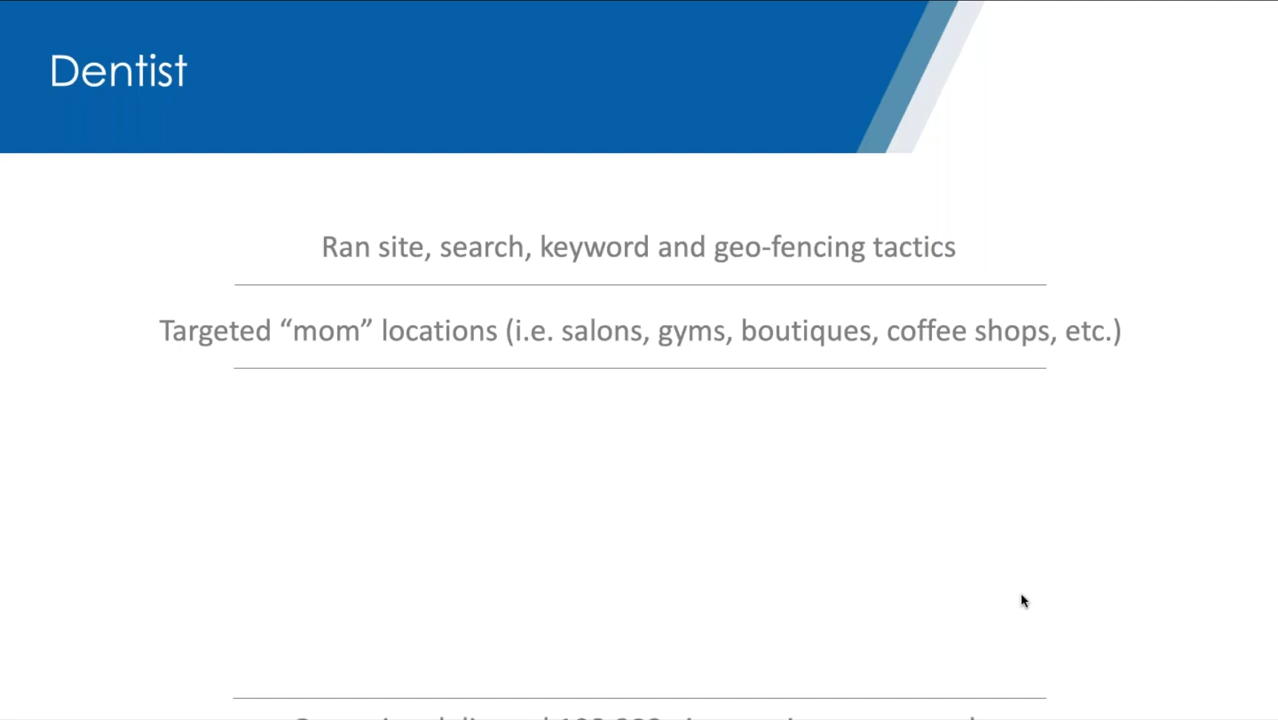 Dentist
Ran site, search, keyword and geo-fencing tactics
Targeted “mom” locations (i.e. salons, gyms, boutiques, coffee shops, etc.)